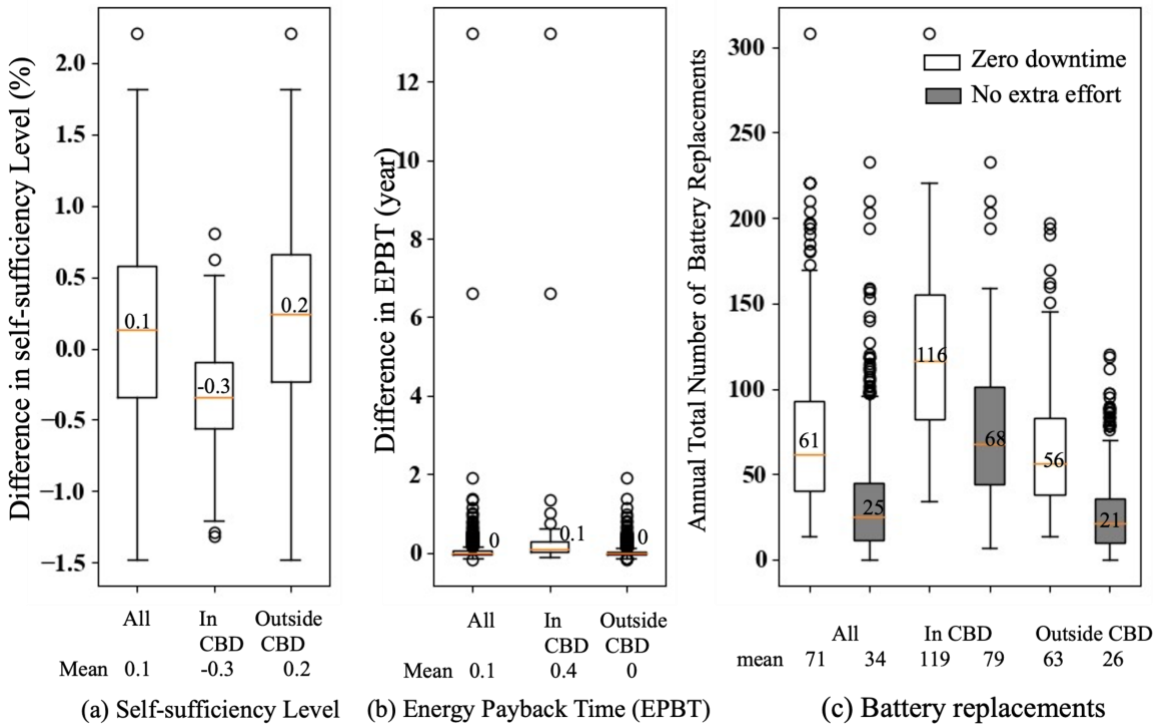 Difference in self-sufficiency Level (%)
2.0
1.5
1.0
0.5
0.0
−0.5
−1.0
−1.5
0.1
-0.3
0.2
All
In
CBD
Outside
CBD
Mean 0.1 -0.3 0.2
(a) Self-sufficiency Level
Difference in EPBT (year)
12
10
8
6
4
2
0
0
0.1
0
All
In
CBD
Outside
CBD
Mean 0.1 0.4 0
(b) Energy Payback Time (EPBT)
Annual Total Number of Battery Replacements
300
250
200
150
100
50
0
Zero downtime
No extra effort
61
25
116
68
56
21
All In CBD Outside CBD
mean 71 34 119 79 63 26
(c) Battery replacements